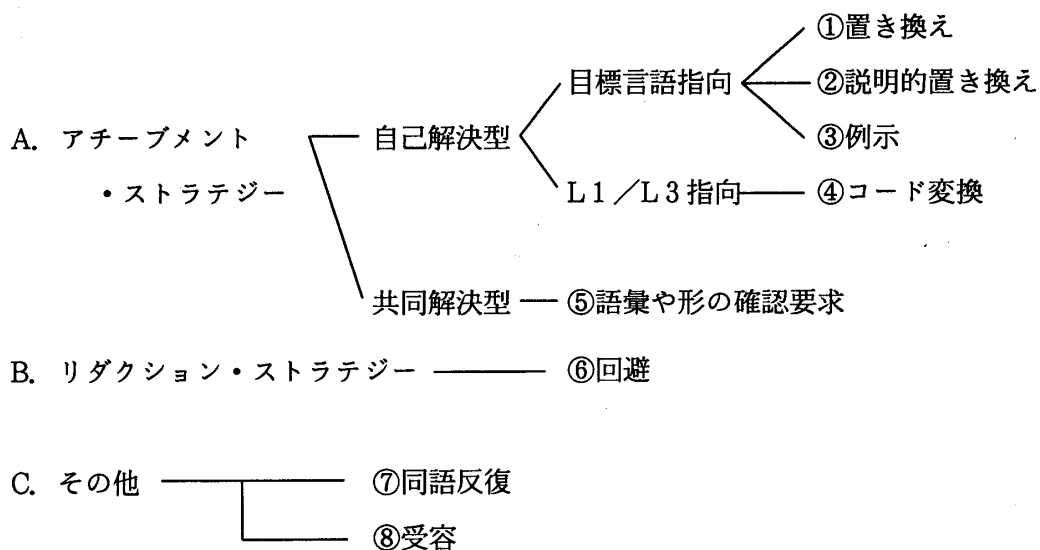 ①置き換え
目標言語指向 ②説明的置き換え
A. アチーブメント 自己解決型 ③例示
・ストラテジー L1／L3指向 ④コード変換
共同解決型 ⑤語彙や形の確認要求
B. リダクション・ストラテジー ⑥回避
C. その他 ⑦同語反復
⑧受容